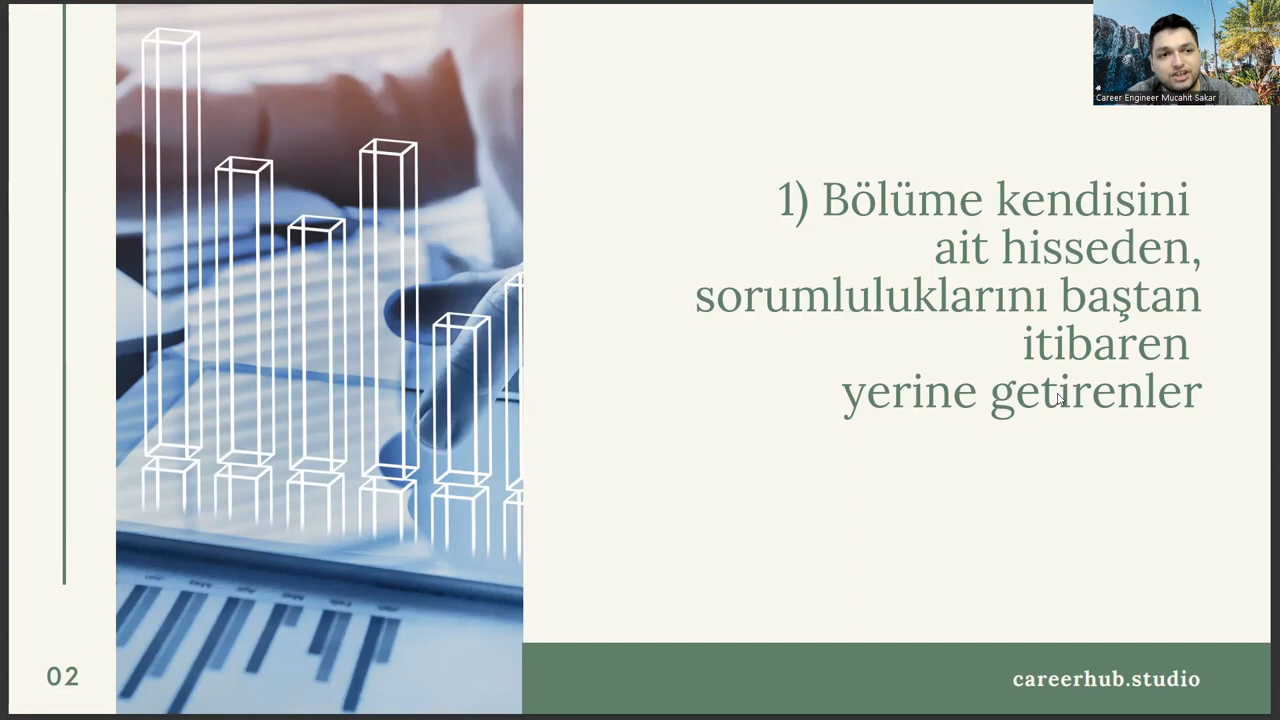 Career Engineer Mucahit Sakar
1) Bölüme kendisini
ait hisseden,
sorumluluklarını baştan
itibaren
yerine getirenler
02
careerhub.studio